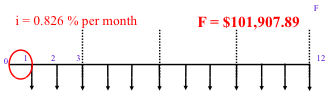 F
i = 0.826 % per month
F = $101,907.89
0 1 2 3 12